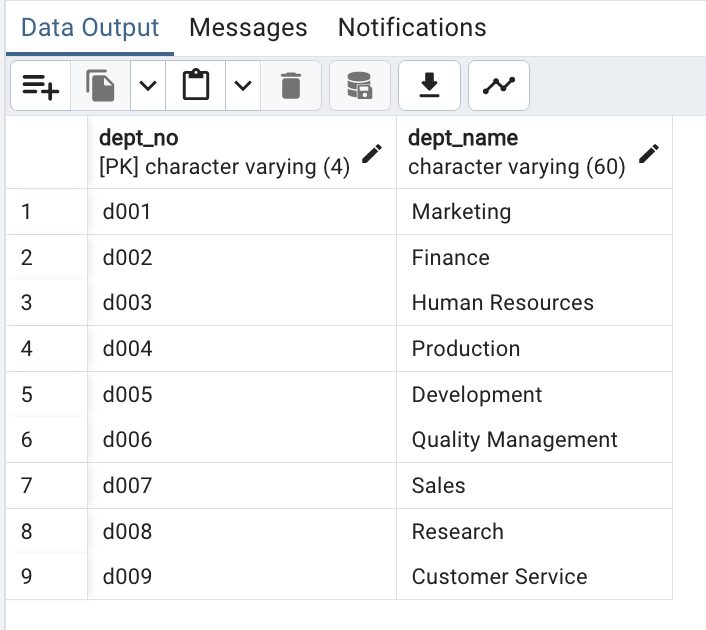 Data Output Messages Notifications
dept_no dept_name
[PK] character varying (4) character varying (60)
1 d001 Marketing
2 d002 Finance
3 d003 Human Resources
4 d004 Production
5 d005 Development
6 d006 Quality Management
7 d007 Sales
8 d008 Research
9 d009 Customer Service